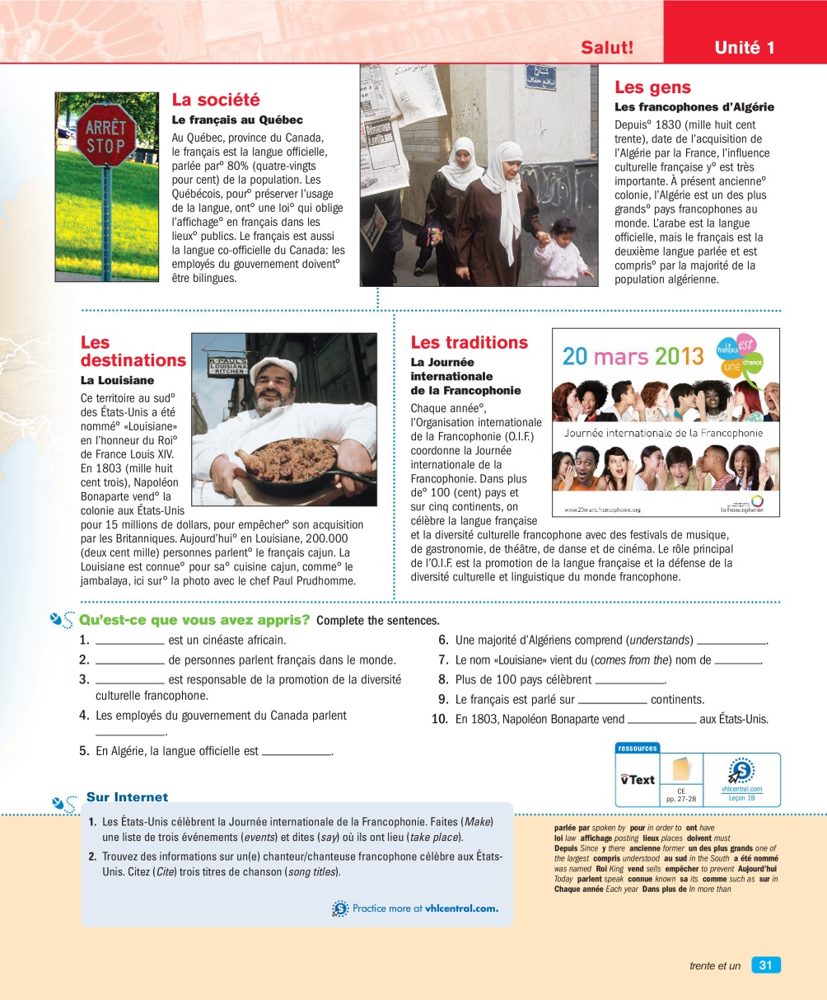 Salut!
Unité 1
ARRÊT
STOP
La société
Le français au Québec
Au Québec, province du Canada,
le français est la langue officielle,
parlée par° 80% (quatre-vingts
pour cent) de la population. Les
Québécois, pour° préserver l'usage
de la langue, ont° une loi° qui oblige
l'affichage° en français dans les
lieux° publics. Le français est aussi
la langue co-officielle du Canada: les
employés du gouvernement doivent°
être bilingues.
Les gens
Les francophones d'Algérie
Depuis° 1830 (mille huit cent
trente), date de l'acquisition de
l'Algérie par la France, l'influence
culturelle française y° est très
importante. À présent ancienne°
colonie, l'Algérie est un des plus
grands° pays francophones au
monde. L'arabe est la langue
officielle, mais le français est la
deuxième langue parlée et est
compris° par la majorité de la
population algérienne.
Les
destinations
La Louisiane
Ce territoire au sud°
des États-Unis a été
nommé° «Louisiane»
en l'honneur du Roi°
de France Louis XIV.
En 1803 (mille huit
cent trois), Napoléon
Bonaparte vend° la
colonie aux États-Unis
pour 15 millions de dollars, pour empêcher° son acquisition
par les Britanniques. Aujourd'hui° en Louisiane, 200.000
(deux cent mille) personnes parlent° le français cajun. La
Louisiane est connue° pour sa° cuisine cajun, comme° le
jambalaya, ici sur° la photo avec le chef Paul Prudhomme.
K-PAUL'S
LOUISIANA
KITCHEN
Les traditions
La Journée
internationale
de la Francophonie
Chaque année°,
l'Organisation internationale
de la Francophonie (O.I.F.)
coordonne la Journée
internationale de la
Francophonie. Dans plus
de° 100 (cent) pays et
sur cinq continents, on
célèbre la langue française
et la diversité culturelle francophone avec des festivals de musique,
de gastronomie, de théâtre, de danse et de cinéma. Le rôle principal
de l'O.I.F. est la promotion de la langue française et la défense de la
diversité culturelle et linguistique du monde francophone.
20 mars 2013
la français est une chance
Journée internationale de la Francophonie
www.20mars.francophonie.org
la francophonie
Qu'est-ce que vous avez appris? Complete the sentences.
1. __________ est un cinéaste africain.
2. __________ de personnes parlent français dans le monde.
3. __________ est responsable de la promotion de la diversité
culturelle francophone.
4. Les employés du gouvernement du Canada parlent
__________.
5. En Algérie, la langue officielle est __________.
6. Une majorité d'Algériens comprend (understands) __________.
7. Le nom «Louisiane» vient du (comes from the) nom de _______.
8. Plus de 100 pays célèbrent __________.
9. Le français est parlé sur __________ continents.
10. En 1803, Napoléon Bonaparte vend __________ aux États-Unis.
ressources
vText
CE
pp. 27-28
vhlcentral.com
Leçon 1B
Sur Internet
1. Les États-Unis célèbrent la Journée internationale de la Francophonie. Faites (Make)
une liste de trois événements (events) et dites (say) où ils ont lieu (take place).
2. Trouvez des informations sur un(e) chanteur/chanteuse francophone célèbre aux États-
Unis. Citez (Cite) trois titres de chanson (song titles).
Practice more at vhlcentral.com.
parlée par spoken by pour in order to ont have
loi law affichage posting lieux places doivent must
Depuis Since y there ancienne former un des plus grands one of
the largest compris understood au sud in the South a été nommé
was named Roi King vend sells empêcher to prevent Aujourd'hui
Today parlent speak connue known sa its comme such as sur in
Chaque année Each year Dans plus de In more than
trente et un 31